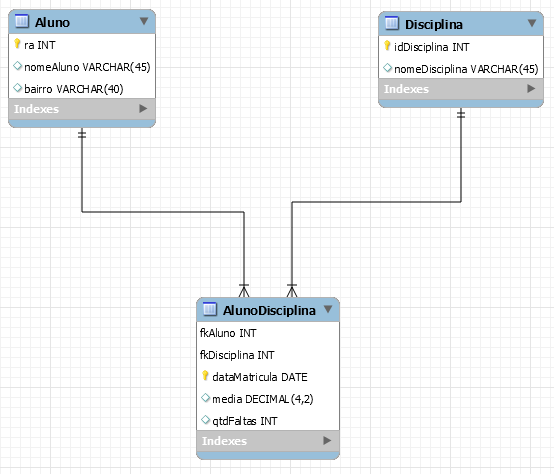 Aluno
ra INT
nomeAluno VARCHAR(45)
bairro VARCHAR(40)
Indexes
Disciplina
idDisciplina INT
nomeDisciplina VARCHAR(45)
Indexes
AlunoDisciplina
fkAluno INT
fkDisciplina INT
dataMatricula DATE
media DECIMAL(4,2)
qtdFaltas INT
Indexes